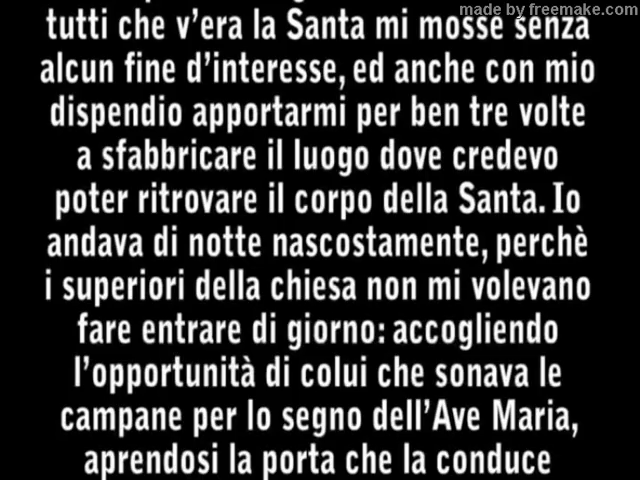 made by freemake.com
tutti che v’era la Santa mi mosse senza
alcun fine d’interesse, ed anche con mio
dispendio apportarmi per ben tre volte
a sfabbricare il luogo dove credevo
poter ritrovare il corpo della Santa. Io
andava di notte nascostamente, perchè
i superiori della chiesa non mi volevano
fare entrare di giorno: accogliendo
l’opportunità di colui che sonava le
campane per lo segno dell’Ave Maria,
aprendosi la porta che la conduce